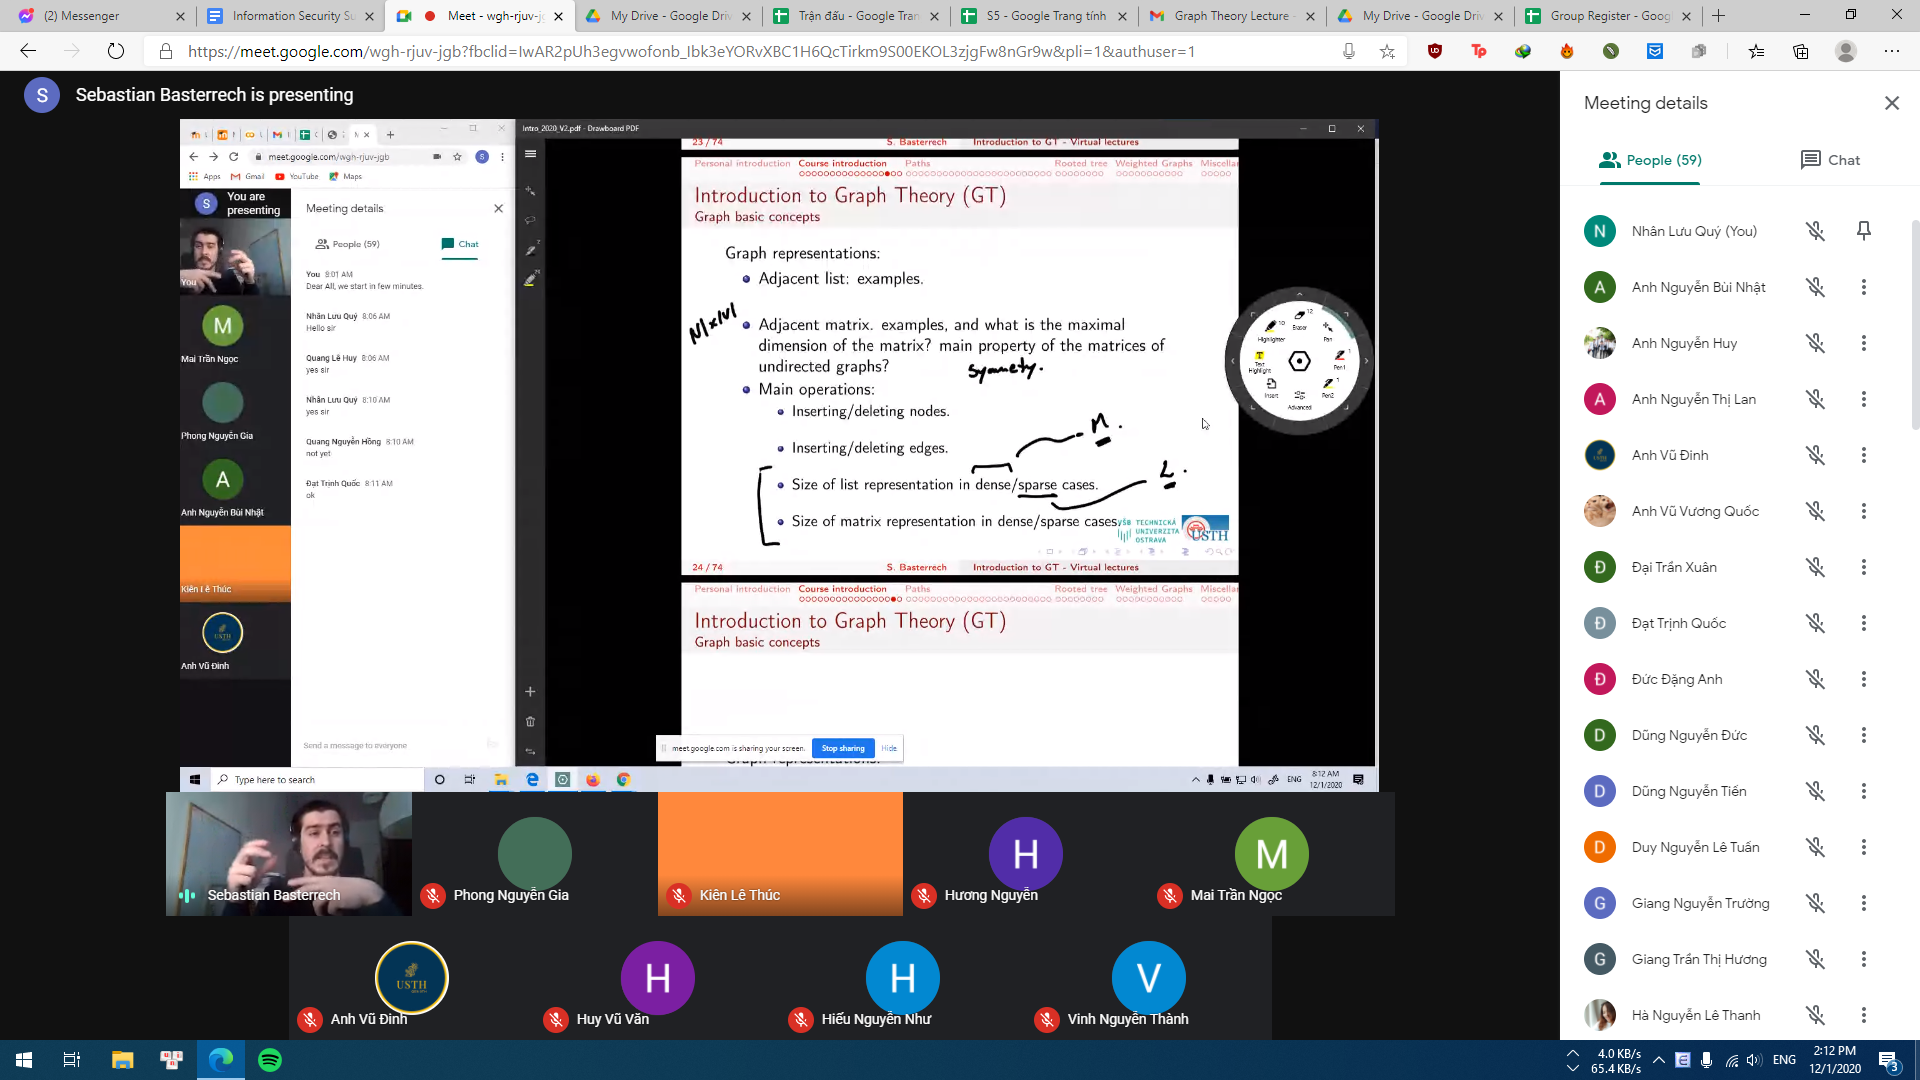 (2) Messenger
Information Security Su
Meet - wgh-rjuv-jg
My Drive - Google Driv
Trận đấu - Google Tran
S5 - Google Trang tính
Graph Theory Lecture -
My Drive - Google Driv
Group Register - Goog
https://meet.google.com/wgh-rjuv-jgb?fbclid=IwAR2pUh3egvwofonb_Ibk3eYORvXBC1H6QcTirkm9S00EKOL3zjgFw8nGr9w&pli=1&authuser=1
S
Sebastian Basterrech is presenting
meet.google.com/wgh-rjuv-jgb
Apps
Gmail
YouTube
Maps
S
You are
presenting
You
M
Mai Trần Ngọc
Phong Nguyễn Gia
A
Anh Nguyễn Bùi Nhật
Kiên Lê Thúc
Anh Vũ Đinh
Meeting details
People (59)
Chat
You 8:01 AM
Dear All, we start in few minutes.
Nhân Lưu Quý 8:06 AM
Hello sir
Quang Lê Huy 8:06 AM
yes sir
Nhân Lưu Quý 8:10 AM
yes sir
Quang Nguyễn Hồng 8:10 AM
not yet
Đạt Trịnh Quốc 8:11 AM
ok
Send a message to everyone
Intro_2020_V2.pdf - Drawboard PDF
23 / 74
S. Basterrech
Introduction to GT - Virtual lectures
Personal introduction
Course introduction
Paths
Rooted tree
Weighted Graphs
Miscella
Introduction to Graph Theory (GT)
Graph basic concepts
Graph representations:
Adjacent list: examples.
Adjacent matrix. examples, and what is the maximal
dimension of the matrix? main property of the matrices of
undirected graphs?
symmety.
Main operations:
Inserting/deleting nodes.
M.
Inserting/deleting edges.
L.
Size of list representation in dense/sparse cases.
Size of matrix representation in dense/sparse cases.
VŠB TECHNICKÁ
UNIVERZITA
OSTRAVA
USTH
24 / 74
S. Basterrech
Introduction to GT - Virtual lectures
Personal introduction
Course introduction
Paths
Rooted tree
Weighted Graphs
Miscella
Introduction to Graph Theory (GT)
Graph basic concepts
Graph representations:
Highlighter
Eraser
Pan
Text
Highlight
Pen1
Insert
Advanced
Pen2
meet.google.com is sharing your screen.
Stop sharing
Hide
Type here to search
ENG
8:12 AM
12/1/2020
Sebastian Basterrech
Phong Nguyễn Gia
Kiên Lê Thúc
H
Hương Nguyễn
M
Mai Trần Ngọc
USTH
Anh Vũ Đinh
H
Huy Vũ Văn
H
Hiếu Nguyễn Như
V
Vinh Nguyễn Thành
Meeting details
People (59)
Chat
N
Nhân Lưu Quý (You)
A
Anh Nguyễn Bùi Nhật
Anh Nguyễn Huy
A
Anh Nguyễn Thị Lan
Anh Vũ Đinh
Anh Vũ Vương Quốc
Đ
Đại Trần Xuân
Đ
Đạt Trịnh Quốc
Đ
Đức Đặng Anh
D
Dũng Nguyễn Đức
D
Dũng Nguyễn Tiến
D
Duy Nguyễn Lê Tuấn
G
Giang Nguyễn Trường
G
Giang Trần Thị Hương
Hà Nguyễn Lê Thanh
4.0 KB/s
65.4 KB/s
ENG
2:12 PM
12/1/2020
3